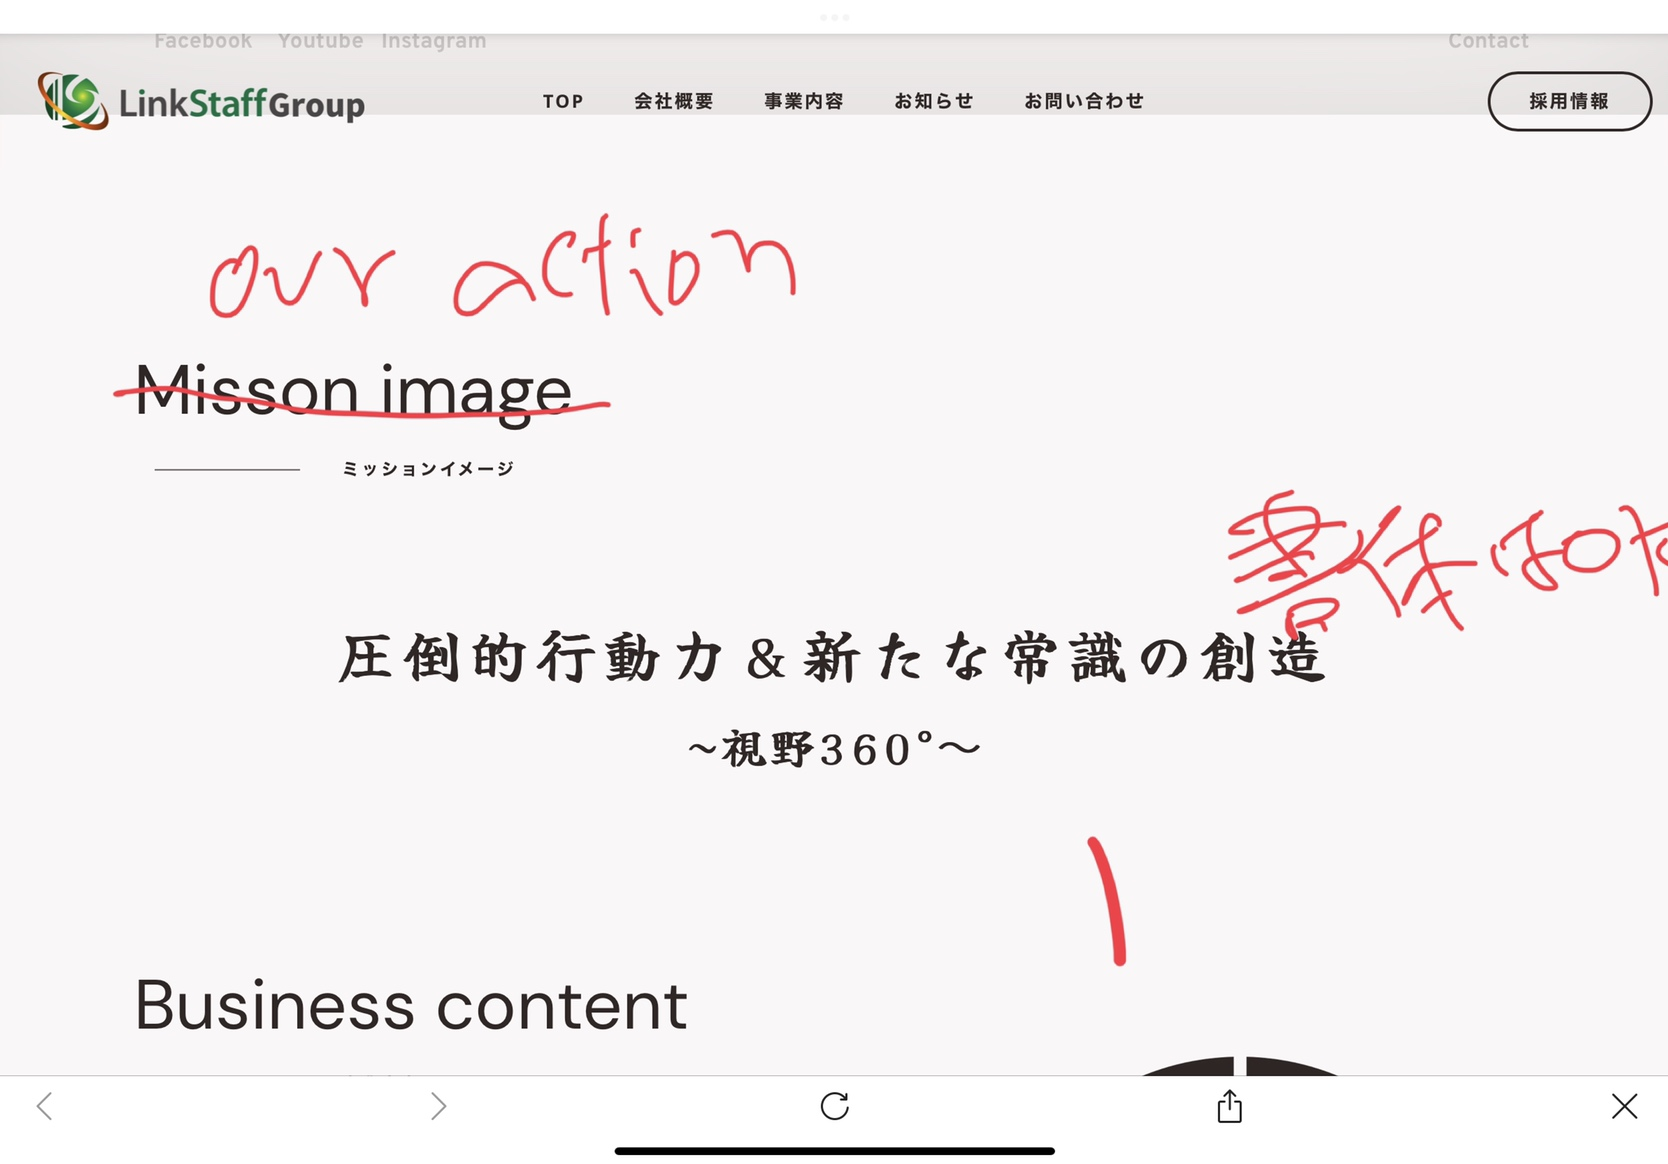 Facebook Youtube Instagram Contact
LinkStaffGroup TOP 会社概要 事業内容 お知らせ お問い合わせ 採用情報
our action
Misson image
ミッションイメージ
書体は
圧倒的行動力&新たな常識の創造
~視野360°〜
Business content